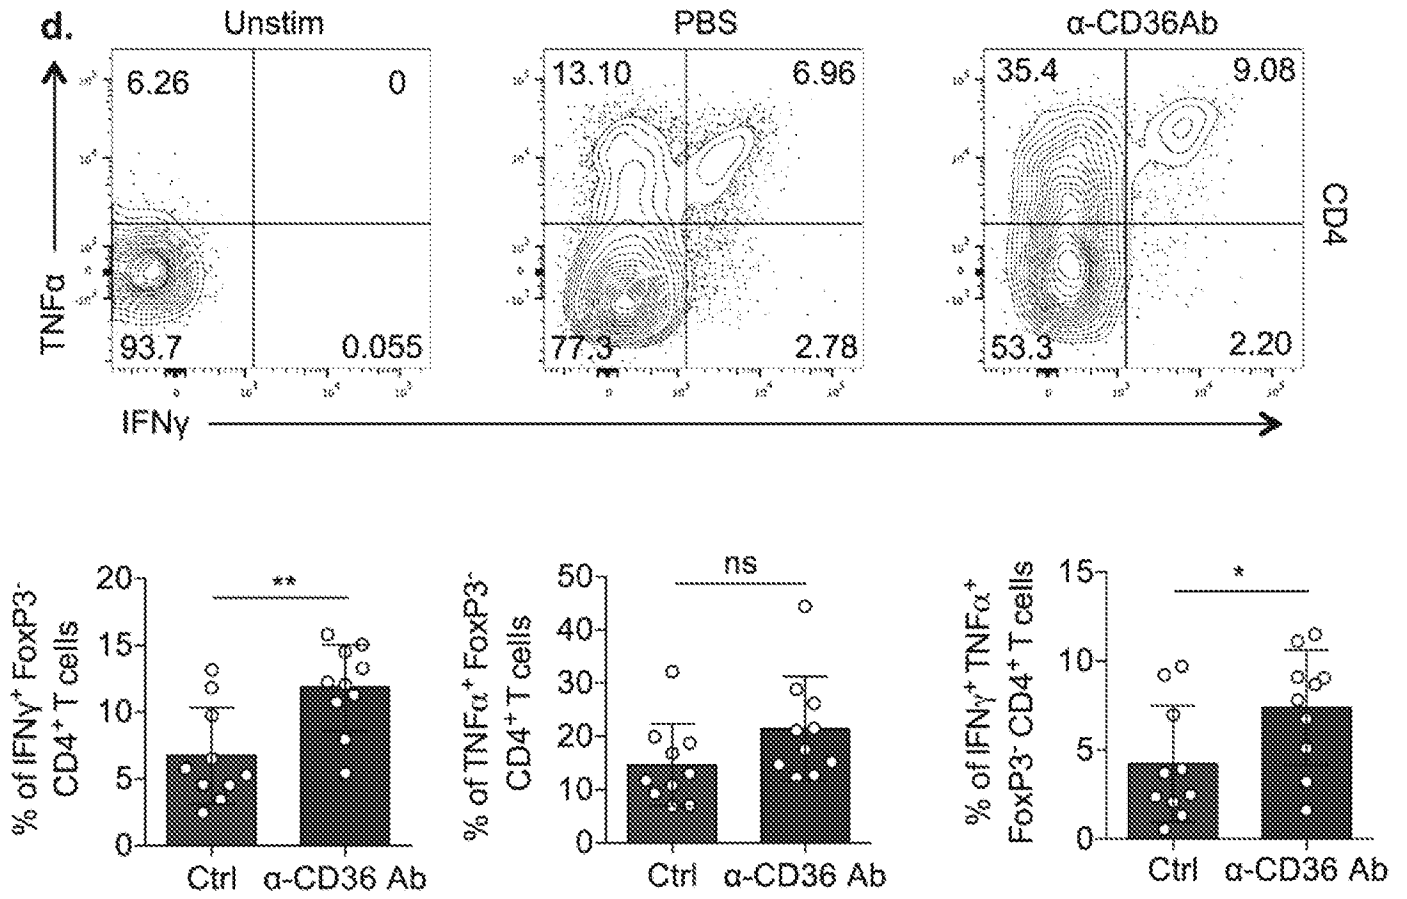 d.
Unstim
PBS
α-CD36Ab
6.26
0
93.7
0.055
13.10
6.96
77.3
2.78
35.4
9.08
53.3
2.20
TNFα
CD4
IFNγ
% of IFNγ⁺ FoxP3⁻
CD4⁺ T cells
20
15
10
5
0
**
Ctrl
α-CD36 Ab
% of TNFα⁺ FoxP3⁻
CD4⁺ T cells
50
40
30
20
10
0
ns
Ctrl
α-CD36 Ab
% of IFNγ⁺ TNFα⁺
FoxP3⁻ CD4⁺ T cells
15
10
5
0
*
Ctrl
α-CD36 Ab